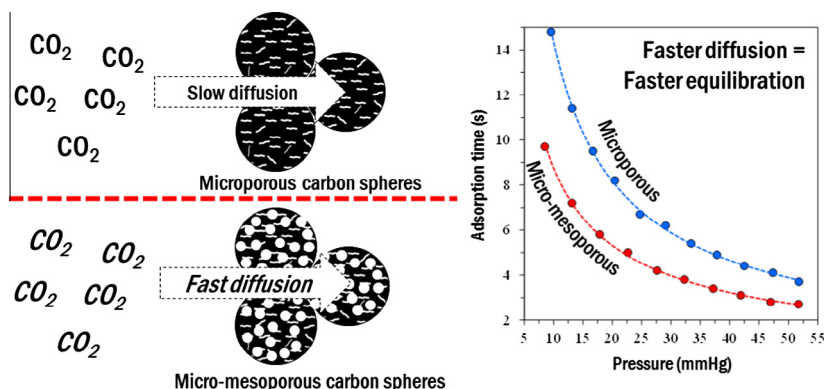 CO2
CO2
CO2
CO2
CO2
Slow diffusion
Microporous carbon spheres
CO2
CO2
CO2
CO2
CO2
Fast diffusion
Micro-mesoporous carbon spheres
Faster diffusion =
Faster equilibration
Adsorption time (s)
14
12
10
8
6
4
2
Microporous
Micro-mesoporous
5 10 15 20 25 30 35 40 45 50 55
Pressure (mmHg)